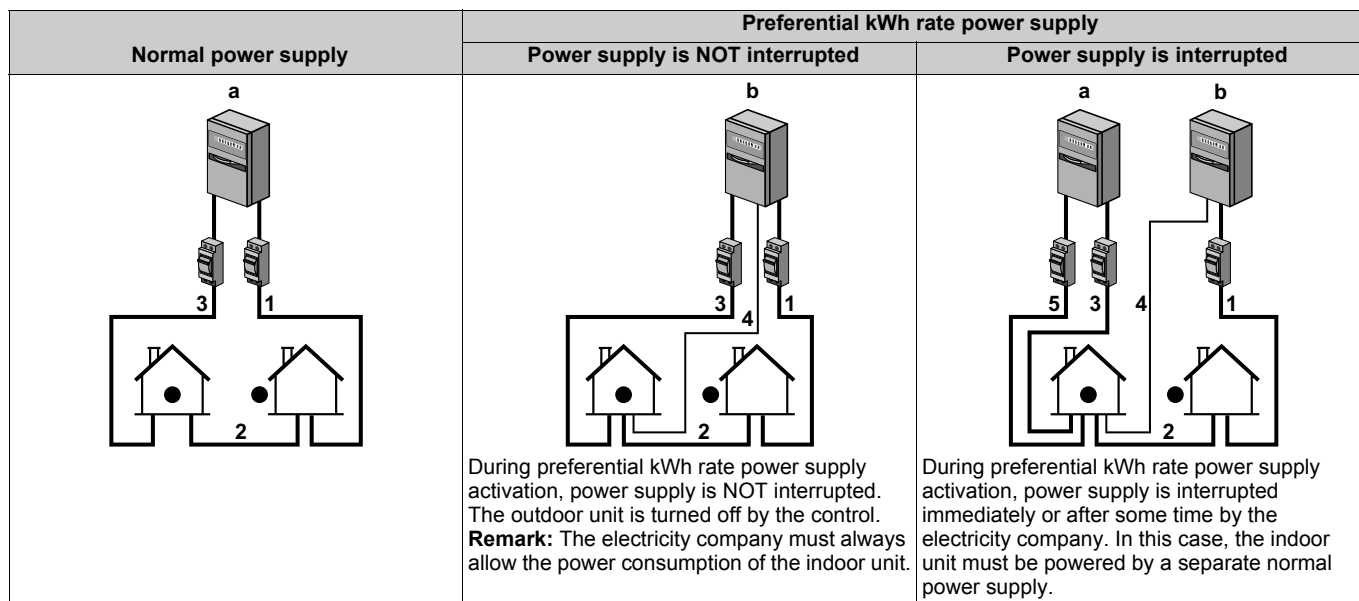 Preferential kWh rate power supply
Normal power supply
Power supply is NOT interrupted
Power supply is interrupted
a
3
1
2
b
3
1
4
2
During preferential kWh rate power supply
activation, power supply is NOT interrupted.
The outdoor unit is turned off by the control.
Remark: The electricity company must always
allow the power consumption of the indoor unit.
a b
5 3 4 1
2
During preferential kWh rate power supply
activation, power supply is interrupted
immediately or after some time by the
electricity company. In this case, the indoor
unit must be powered by a separate normal
power supply.